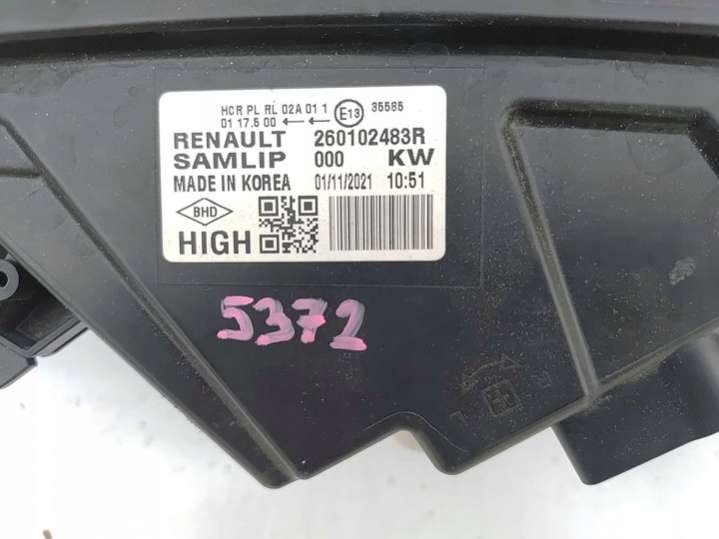 HCR PL RL 02A 01 1 E13 35585
01 17.5 00
RENAULT 260102483R
SAMLIP 000 KW
MADE IN KOREA 01/11/2021 10:51
BHD
HIGH
5372